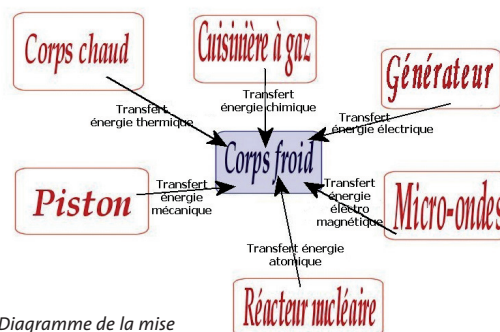 Corps chaud
Cuisinière à gaz
Générateur
Transfert
énergie thermique
Transfert
énergie chimique
Transfert
énergie électrique
Corps froid
Piston
Transfert
énergie
mécanique
Transfert
énergie
électro
magnétique
Micro-ondes
Transfert énergie
atomique
Réacteur nucléaire
Diagramme de la mise